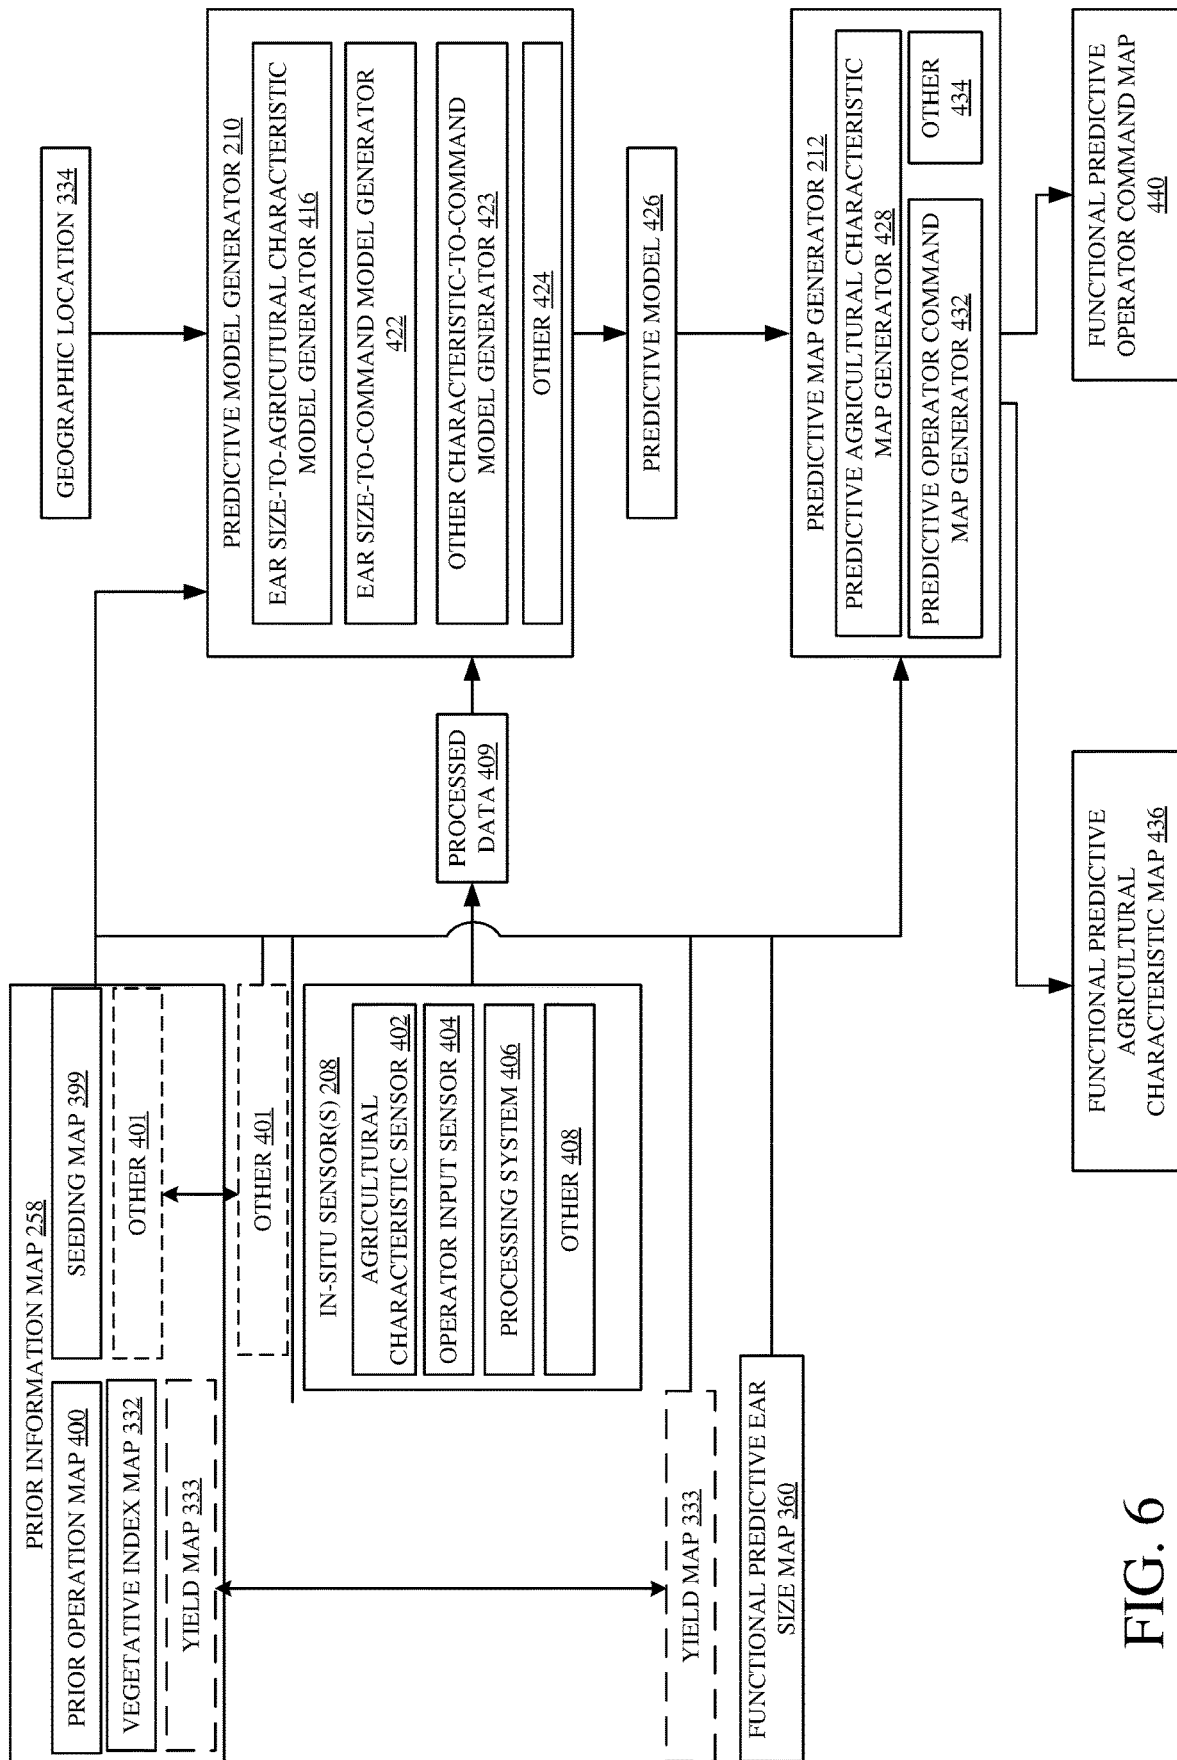 PRIOR INFORMATION MAP 258
PRIOR OPERATION MAP 400
VEGETATIVE INDEX MAP 332
YIELD MAP 333
SEEDING MAP 399
OTHER 401
OTHER 401
IN-SITU SENSOR(S) 208
AGRICULTURAL
CHARACTERISTIC SENSOR 402
OPERATOR INPUT SENSOR 404
PROCESSING SYSTEM 406
OTHER 408
YIELD MAP 333
FUNCTIONAL PREDICTIVE EAR
SIZE MAP 360
PROCESSED
DATA 409
GEOGRAPHIC LOCATION 334
PREDICTIVE MODEL GENERATOR 210
EAR SIZE-TO-AGRICUTURAL CHARACTERISTIC
MODEL GENERATOR 416
EAR SIZE-TO-COMMAND MODEL GENERATOR
422
OTHER CHARACTERISTIC-TO-COMMAND
MODEL GENERATOR 423
OTHER 424
PREDICTIVE MODEL 426
PREDICTIVE MAP GENERATOR 212
PREDICTIVE AGRICULTURAL CHARACTERISTIC
MAP GENERATOR 428
PREDICTIVE OPERATOR COMMAND
MAP GENERATOR 432
OTHER
434
FUNCTIONAL PREDICTIVE
AGRICULTURAL
CHARACTERISTIC MAP 436
FUNCTIONAL PREDICTIVE
OPERATOR COMMAND MAP
440
FIG. 6